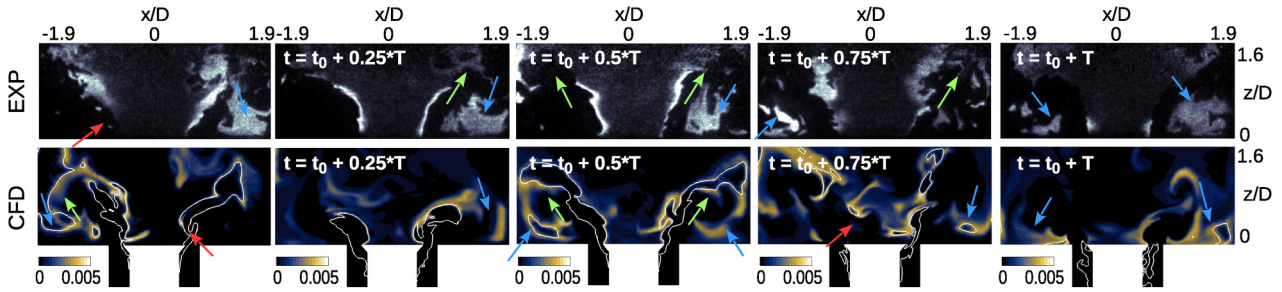 x/D x/D x/D x/D x/D
-1.9 0 1.9 -1.9 0 1.9 -1.9 0 1.9 -1.9 0 1.9 -1.9 0 1.9
EXP
t = t0 + 0.25*T
t = t0 + 0.5*T
t = t0 + 0.75*T
t = t0 + T
1.6
z/D
0
CFD
t = t0 + 0.25*T
t = t0 + 0.5*T
t = t0 + 0.75*T
t = t0 + T
1.6
z/D
0
0 0.005 0 0.005 0 0.005 0 0.005 0 0.005